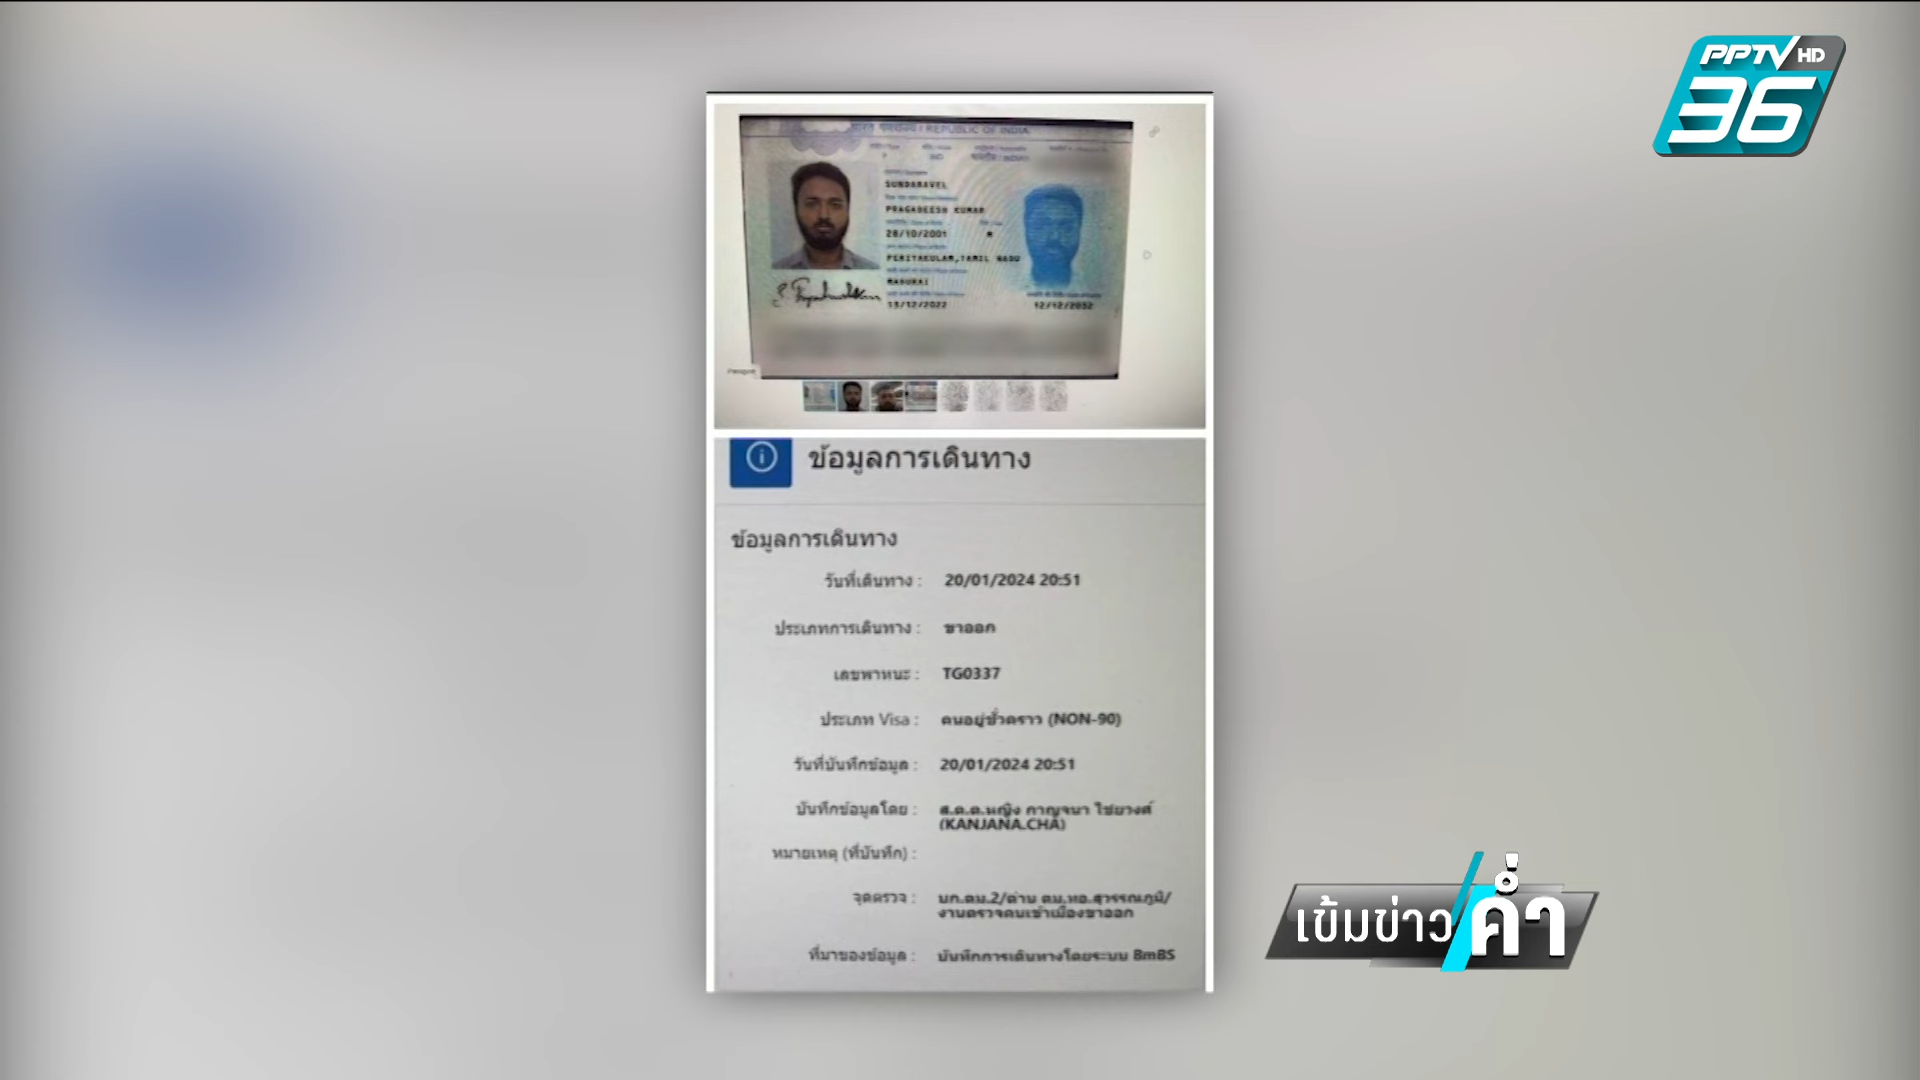 PPTV HD
36
REPUBLIC OF INDIA
IND
SUNDARAVEL
PRAGADEESH KUMAR
28/10/2001 M
PERIYAKULAM,TAMIL NADU
MADURAI
13/12/2022 12/12/2032
Passport
ข้อมูลการเดินทาง
ข้อมูลการเดินทาง
วันที่เดินทาง : 20/01/2024 20:51
ประเภทการเดินทาง : ขาออก
เลขพาหนะ : TG0337
ประเภท Visa : คนอยู่ชั่วคราว (NON-90)
วันที่บันทึกข้อมูล : 20/01/2024 20:51
บันทึกข้อมูลโดย : ส.ต.ต.หญิง กาญจนา ไชยวงศ์
(KANJANA.CHA)
หมายเหตุ (ที่บันทึก) :
จุดตรวจ : บก.ตม.2/ด่าน ตม.ทอ.สุวรรณภูมิ/
งานตรวจคนเข้าเมืองขาออก
ที่มาของข้อมูล : บันทึกการเดินทางโดยระบบ BmBS
เข้มข่าวค่ำ